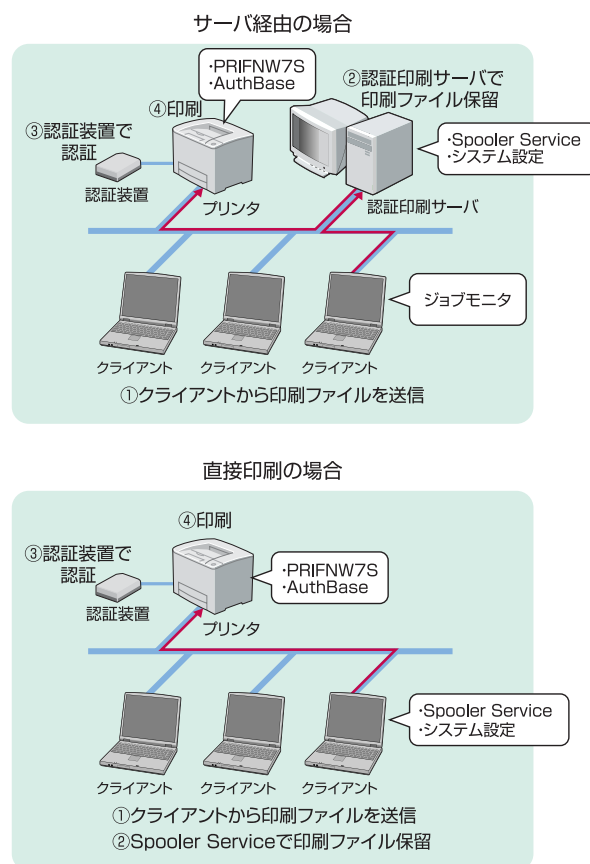 サーバ経由の場合
・PRIFNW7S
・AuthBase
②認証印刷サーバで
印刷ファイル保留
④印刷
③認証装置で
認証
・Spooler Service
・システム設定
認証装置
プリンタ
認証印刷サーバ
ジョブモニタ
クライアント
クライアント
クライアント
①クライアントから印刷ファイルを送信
直接印刷の場合
④印刷
③認証装置で
認証
・PRIFNW7S
・AuthBase
認証装置
プリンタ
・Spooler Service
・システム設定
クライアント
クライアント
クライアント
①クライアントから印刷ファイルを送信
②Spooler Serviceで印刷ファイル保留